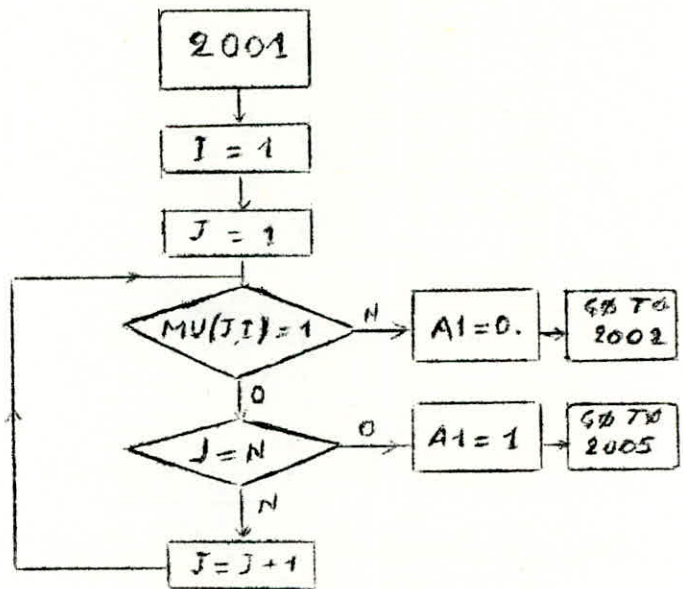 2001
I = 1
J = 1
MU(J,I) = 1
N
A1 = 0.
GØ TØ
2002
O
J = N
O
A1 = 1
GØ TØ
2005
N
J = J + 1